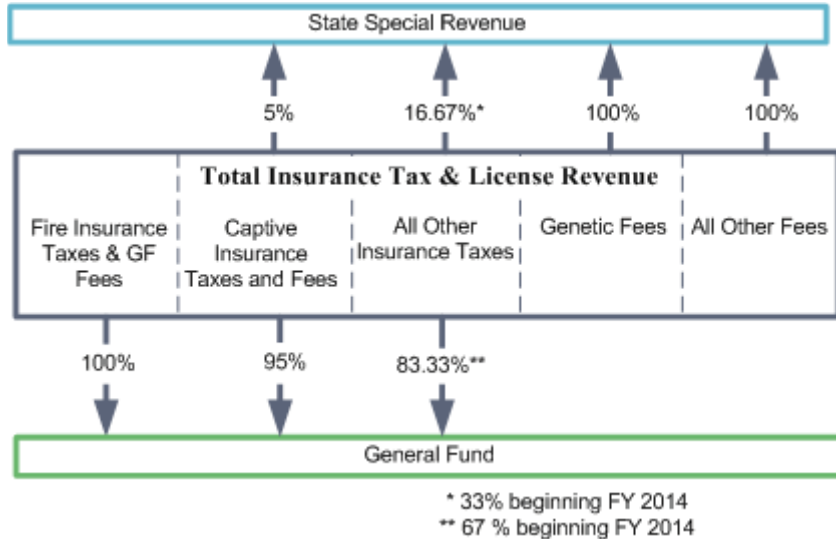 State Special Revenue
5%
16.67%*
100%
100%
Total Insurance Tax & License Revenue
Fire Insurance
Taxes & GF
Fees
Captive
Insurance
Taxes and Fees
All Other
Insurance Taxes
Genetic Fees
All Other Fees
100%
95%
83.33%**
General Fund
* 33% beginning FY 2014
** 67 % beginning FY 2014